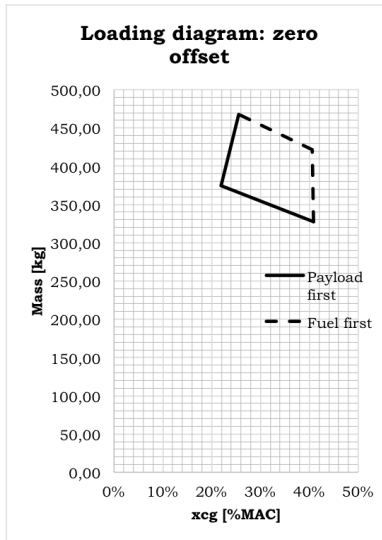 Loading diagram: zero
offset
500,00
450,00
400,00
350,00
300,00
250,00
200,00
150,00
100,00
50,00
0,00
Mass [kg]
Payload
first
Fuel first
0% 10% 20% 30% 40% 50%
xcg [%MAC]